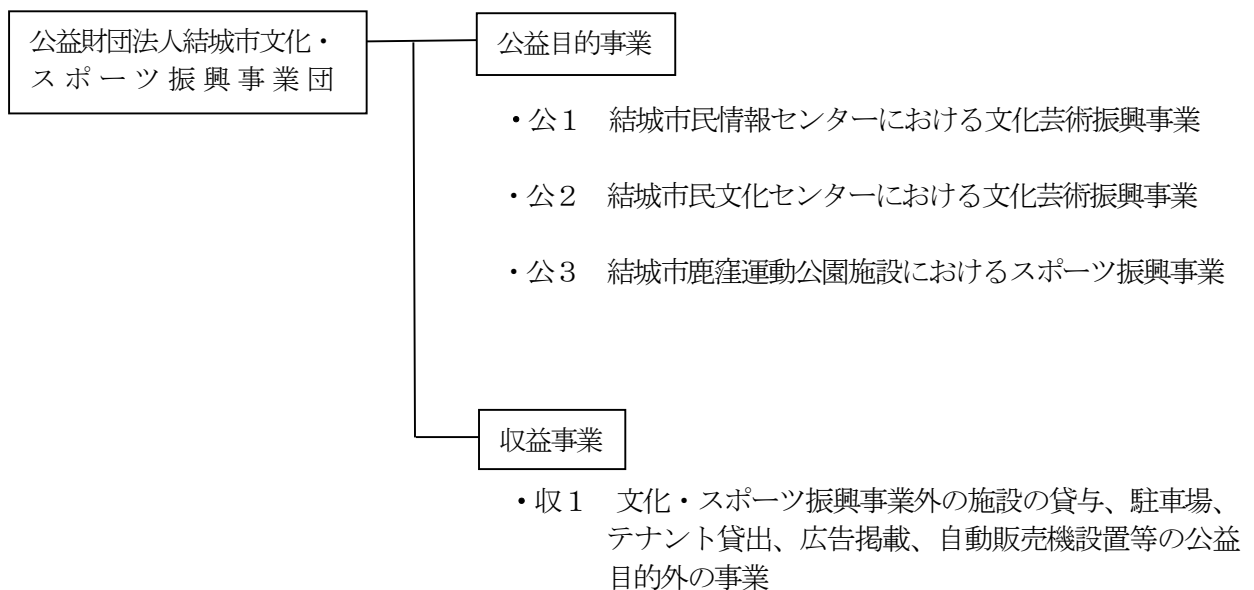 公益財団法人結城市文化・
スポーツ振興事業団
公益目的事業
・公1　結城市民情報センターにおける文化芸術振興事業
・公2　結城市民文化センターにおける文化芸術振興事業
・公3　結城市鹿窪運動公園施設におけるスポーツ振興事業
収益事業
・収1　文化・スポーツ振興事業外の施設の貸与、駐車場、
テナント貸出、広告掲載、自動販売機設置等の公益
目的外の事業